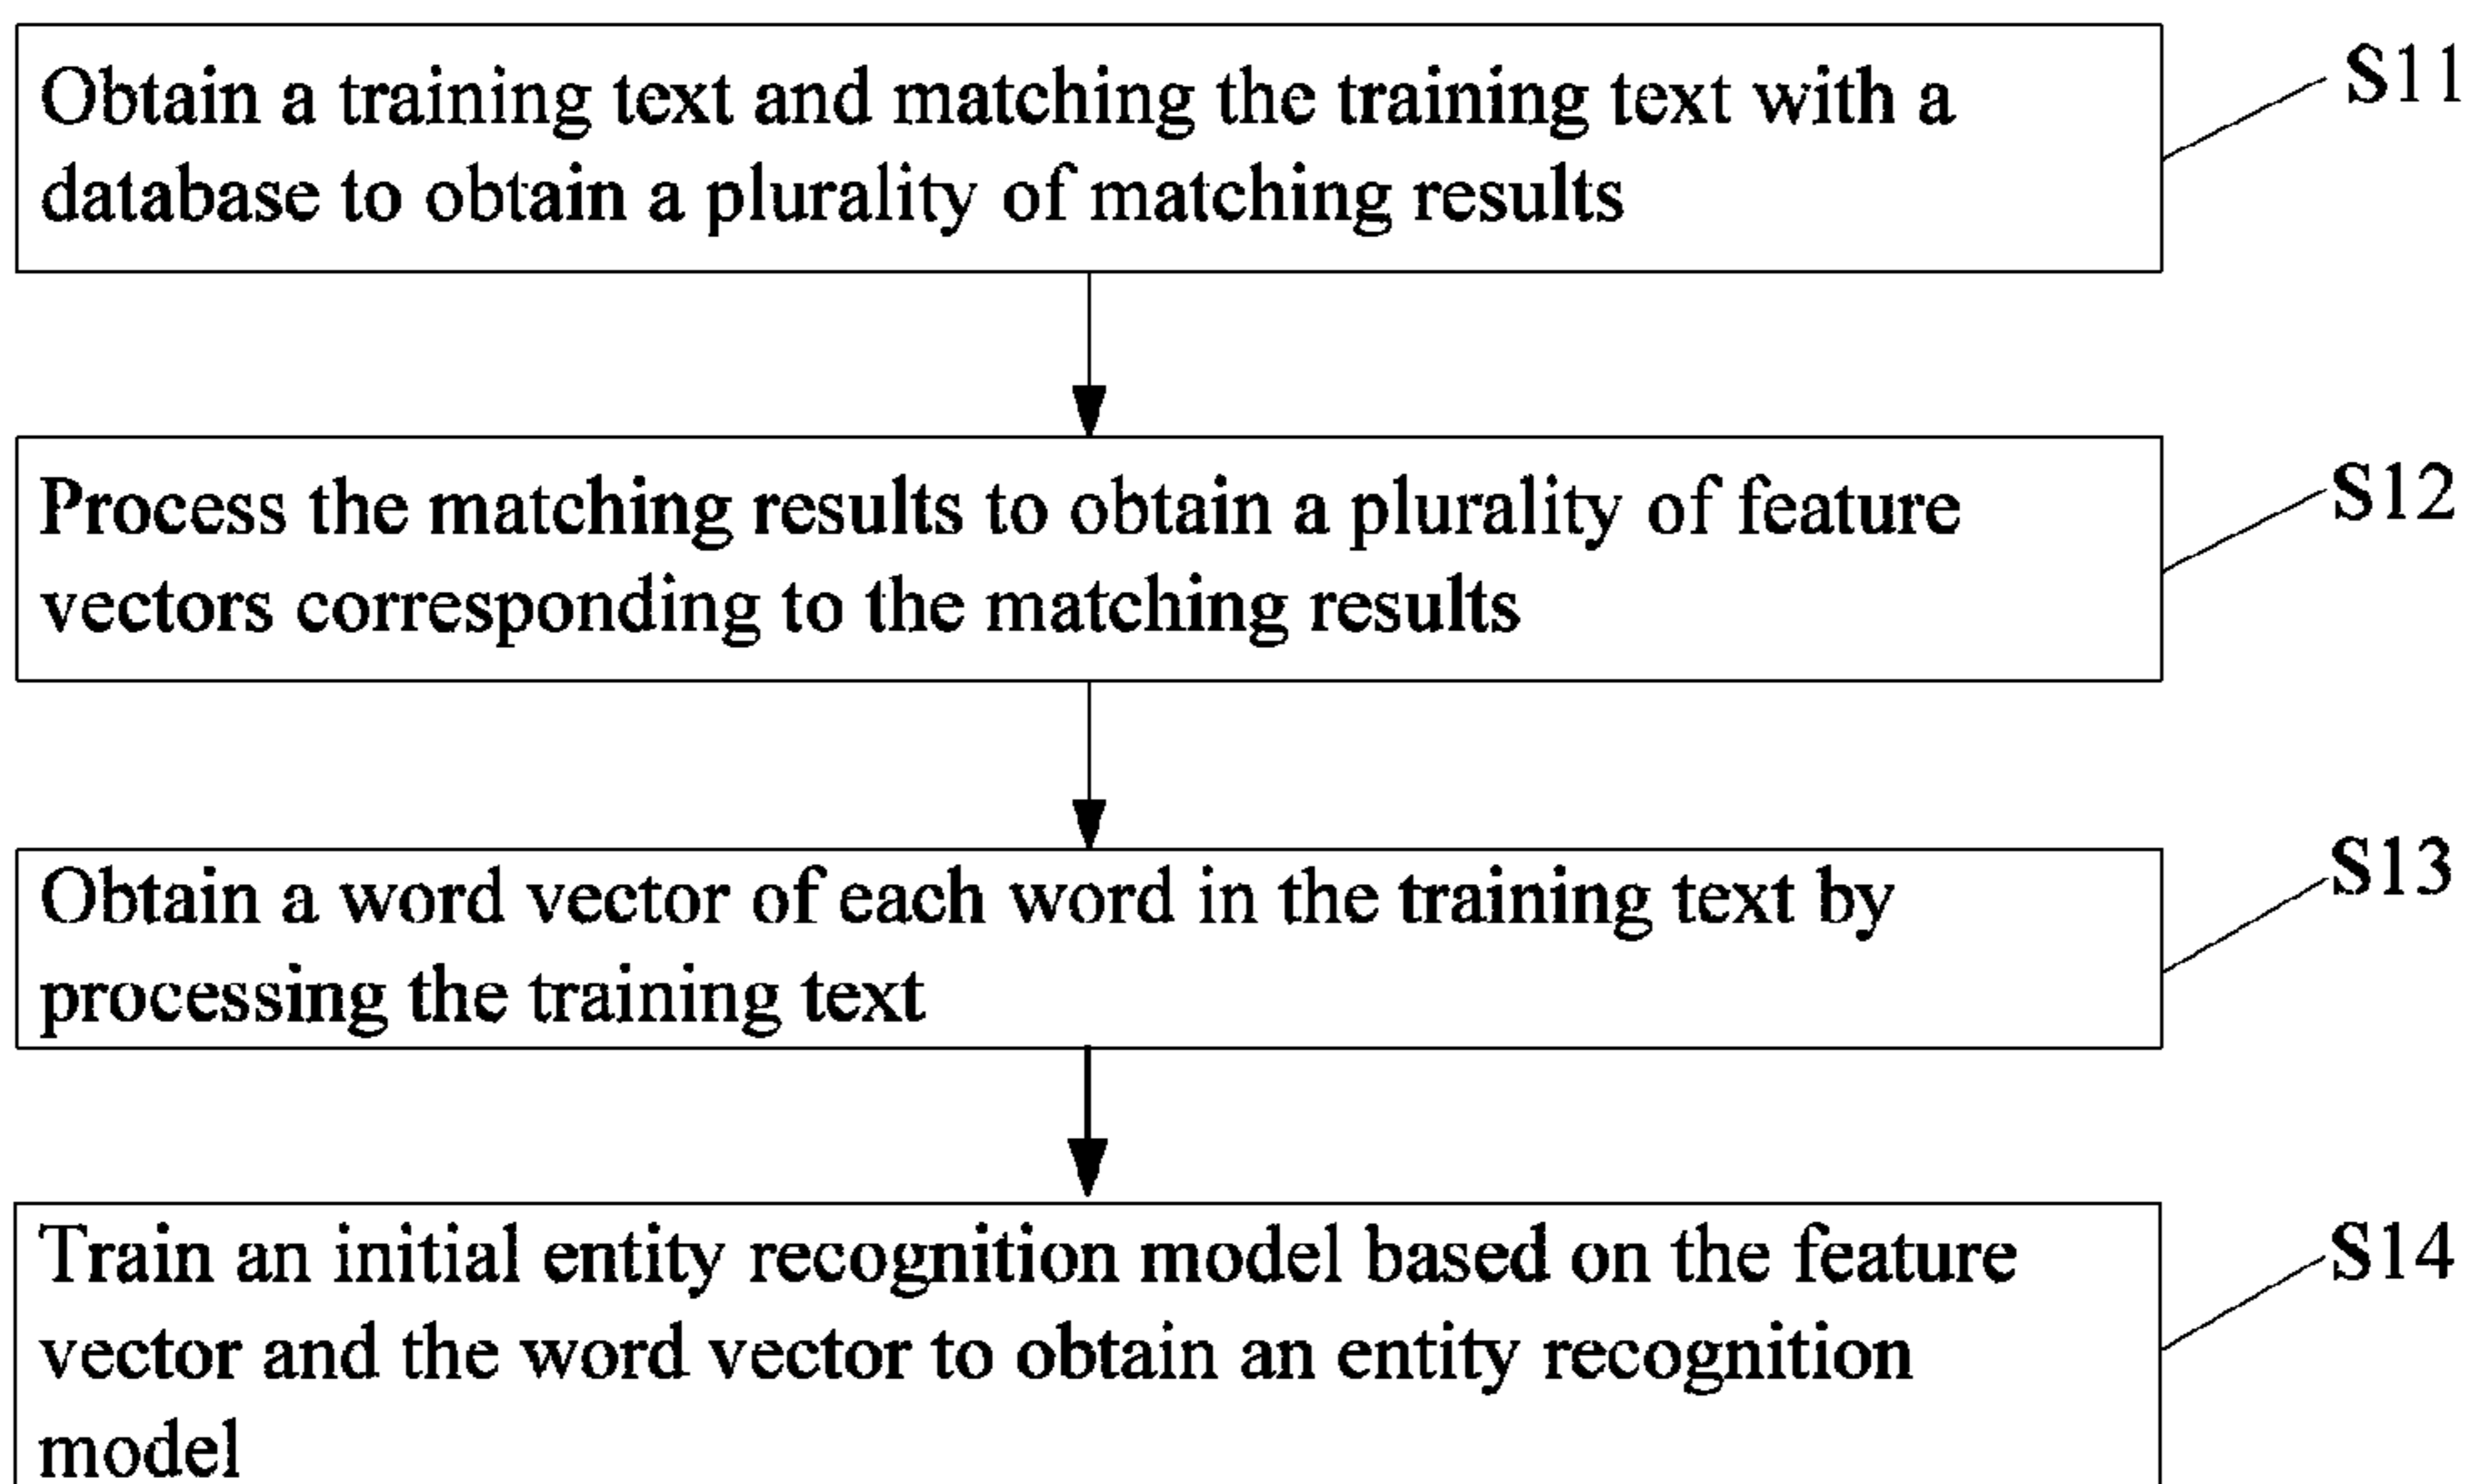 Obtain a training text and matching the training text with a
database to obtain a plurality of matching results
S11
Process the matching results to obtain a plurality of feature
vectors corresponding to the matching results
S12
Obtain a word vector of each word in the training text by
processing the training text
S13
Train an initial entity recognition model based on the feature
vector and the word vector to obtain an entity recognition
model
S14